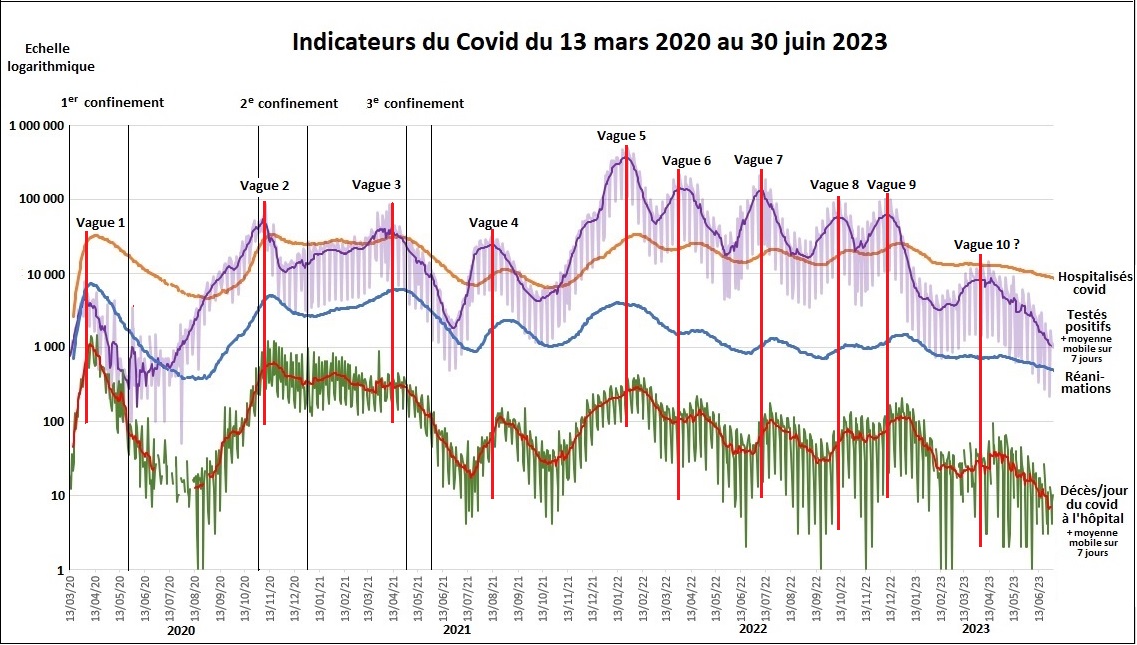 Indicateurs du Covid du 13 mars 2020 au 30 juin 2023
Echelle
logarithmique
1er confinement
2e confinement
3e confinement
1 000 000
100 000
10 000
1 000
100
10
1
Vague 1
Vague 2
Vague 3
Vague 4
Vague 5
Vague 6
Vague 7
Vague 8
Vague 9
Vague 10 ?
Hospitalisés
covid
Testés
positifs
+ moyenne
mobile sur
7 jours
Réani-
mations
Décès/jour
du covid
à l'hôpital
+ moyenne
mobile sur
7 jours
13/03/20
13/04/20
13/05/20
13/06/20
13/07/20
13/08/20
13/09/20
13/10/20
13/11/20
13/12/20
13/01/21
13/02/21
13/03/21
13/04/21
13/05/21
13/06/21
13/07/21
13/08/21
13/09/21
13/10/21
13/11/21
13/12/21
13/01/22
13/02/22
13/03/22
13/04/22
13/05/22
13/06/22
13/07/22
13/08/22
13/09/22
13/10/22
13/11/22
13/12/22
13/01/23
13/02/23
13/03/23
13/04/23
13/05/23
13/06/23
2020
2021
2022
2023